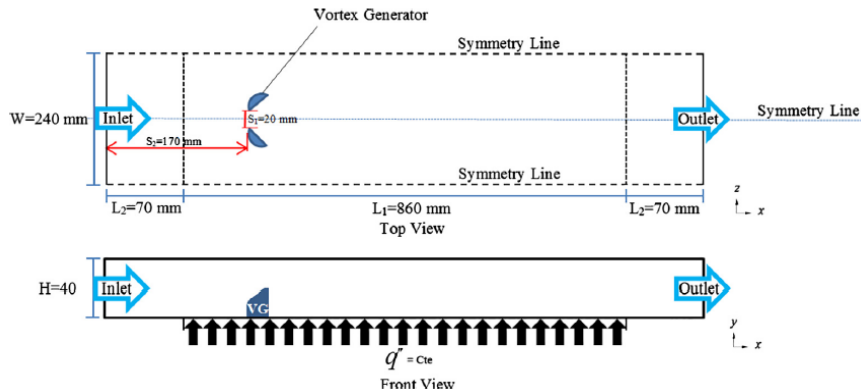 Vortex Generator
Symmetry Line
W=240 mm
Inlet
S₁=20 mm
Outlet
Symmetry Line
S₂=170 mm
Symmetry Line
z
x
L₂=70 mm
L₁=860 mm
L₂=70 mm
Top View
H=40
Inlet
VG
Outlet
y
x
q″ = Cte
Front View